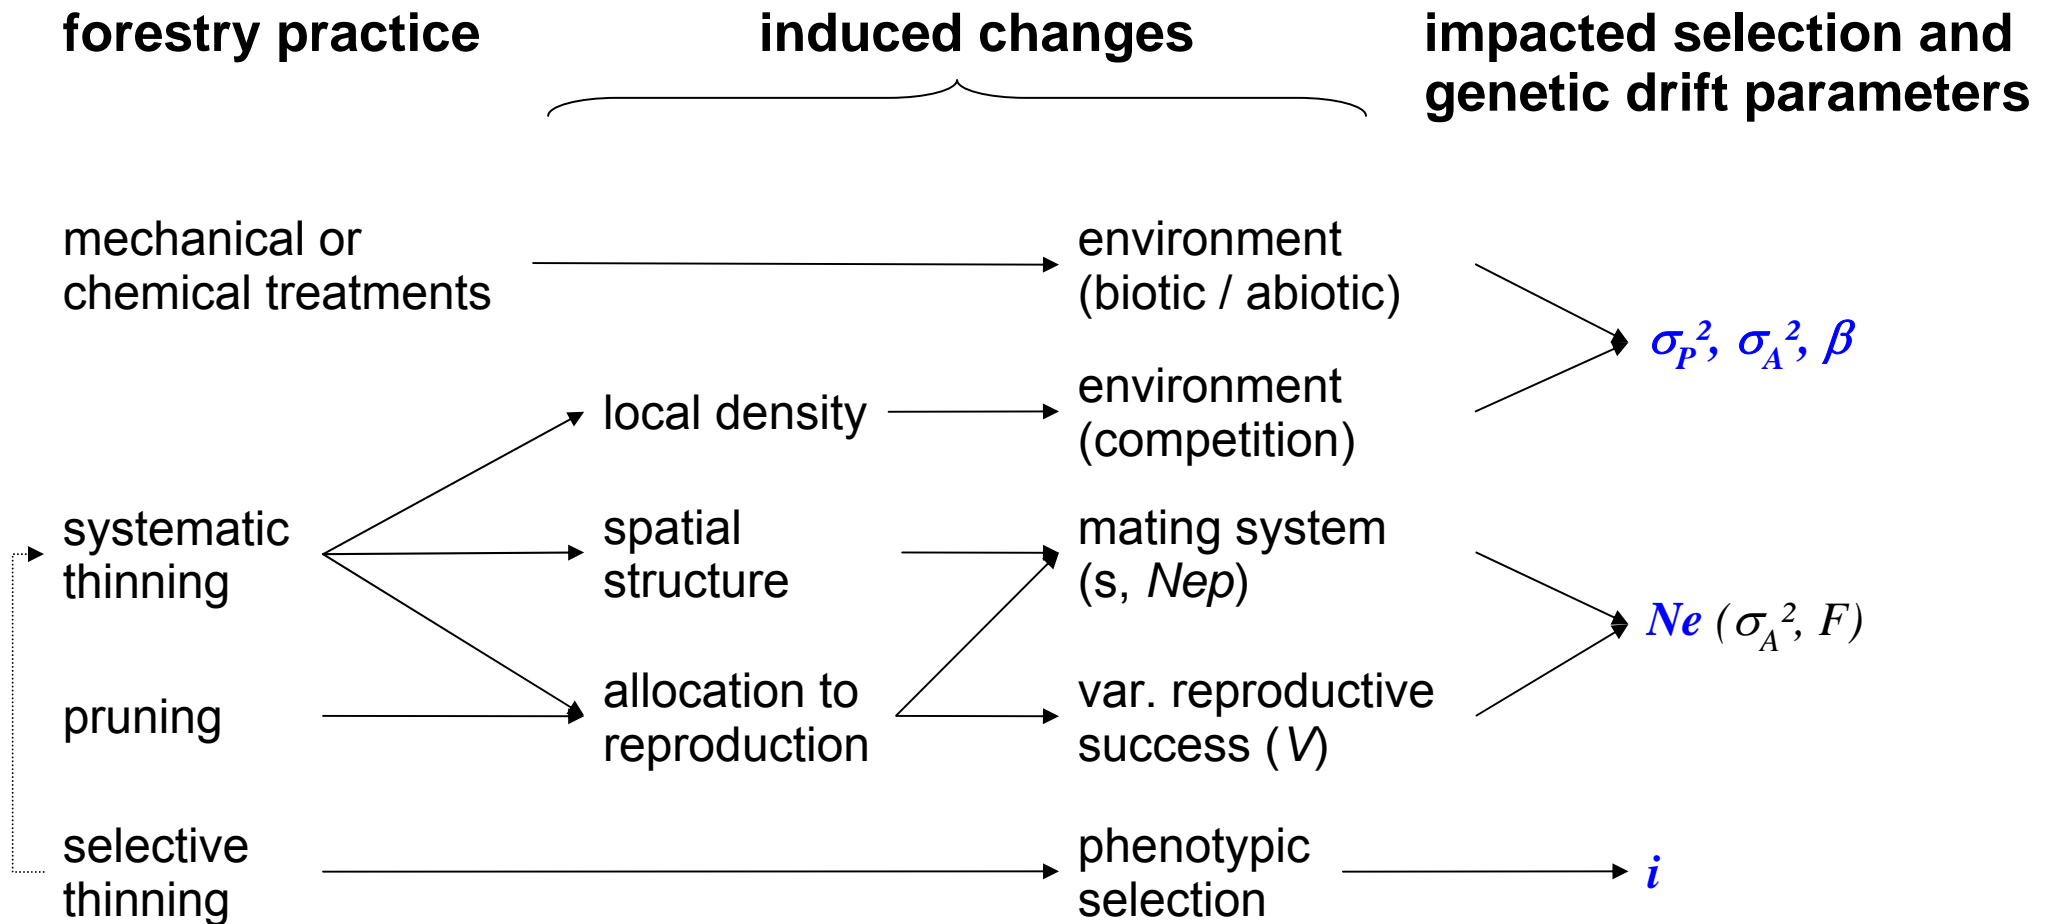 forestry practice
induced changes
impacted selection and
genetic drift parameters
mechanical or
chemical treatments
environment
(biotic / abiotic)
σP², σA², β
local density
environment
(competition)
systematic
thinning
spatial
structure
mating system
(s, Nep)
Ne (σA², F)
pruning
allocation to
reproduction
var. reproductive
success (V)
selective
thinning
phenotypic
selection
i